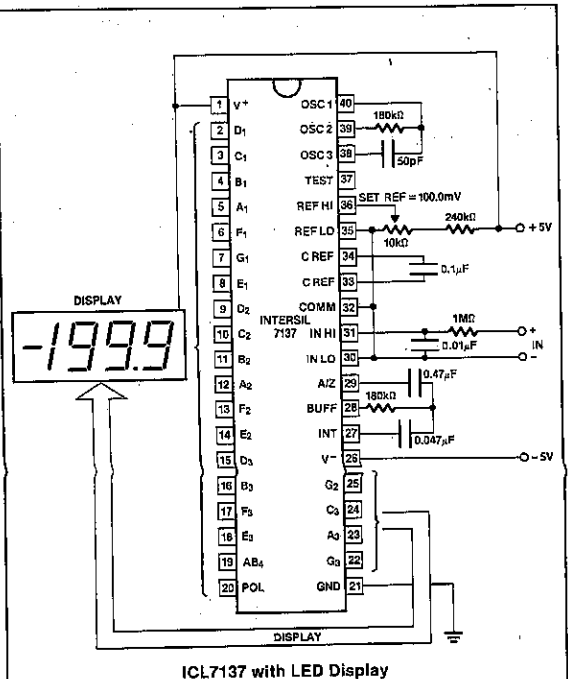 1 V+ OSC 1 40
2 D1 OSC 2 39 180kΩ
3 C1 OSC 3 38 50pF
4 B1 TEST 37
5 A1 REF HI 36 SET REF = 100.0mV
6 F1 REF LO 35 10kΩ 240kΩ + 5V
7 G1 C REF 34
8 E1 C REF 33 0.1µF
9 D2 COMM 32
DISPLAY
-199.9
INTERSIL
7137
10 C2 IN HI 31 1MΩ + IN
11 B2 IN LO 30 0.01µF -
12 A2 A/Z 29 0.47µF
13 F2 BUFF 28 180kΩ
14 E2 INT 27 0.047µF
15 D3 V- 26 - 5V
16 B3 G2 25
17 F3 C3 24
18 E3 A3 23
19 AB4 G3 22
20 POL GND 21
DISPLAY
ICL7137 with LED Display